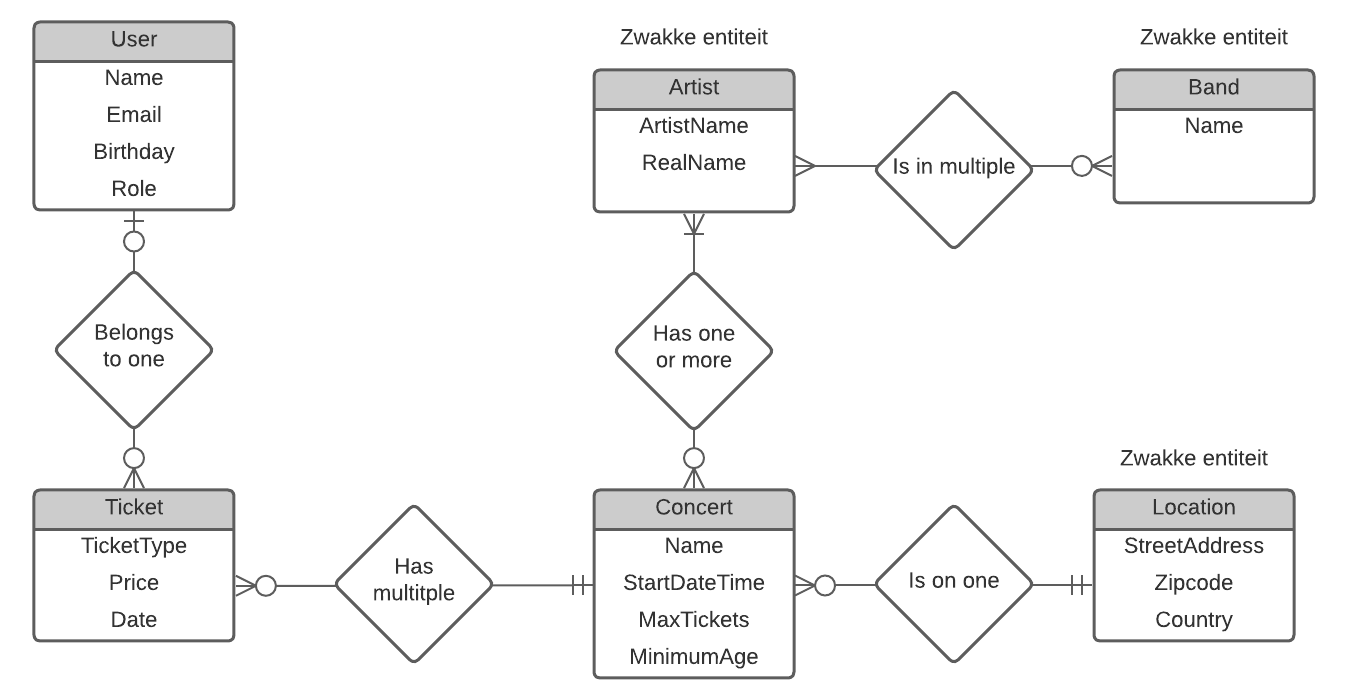 User
Name
Email
Birthday
Role
Belongs
to one
Ticket
TicketType
Price
Date
Has
multitple
Zwakke entiteit
Artist
ArtistName
RealName
Is in multiple
Zwakke entiteit
Band
Name
Has one
or more
Concert
Name
StartDateTime
MaxTickets
MinimumAge
Is on one
Zwakke entiteit
Location
StreetAddress
Zipcode
Country